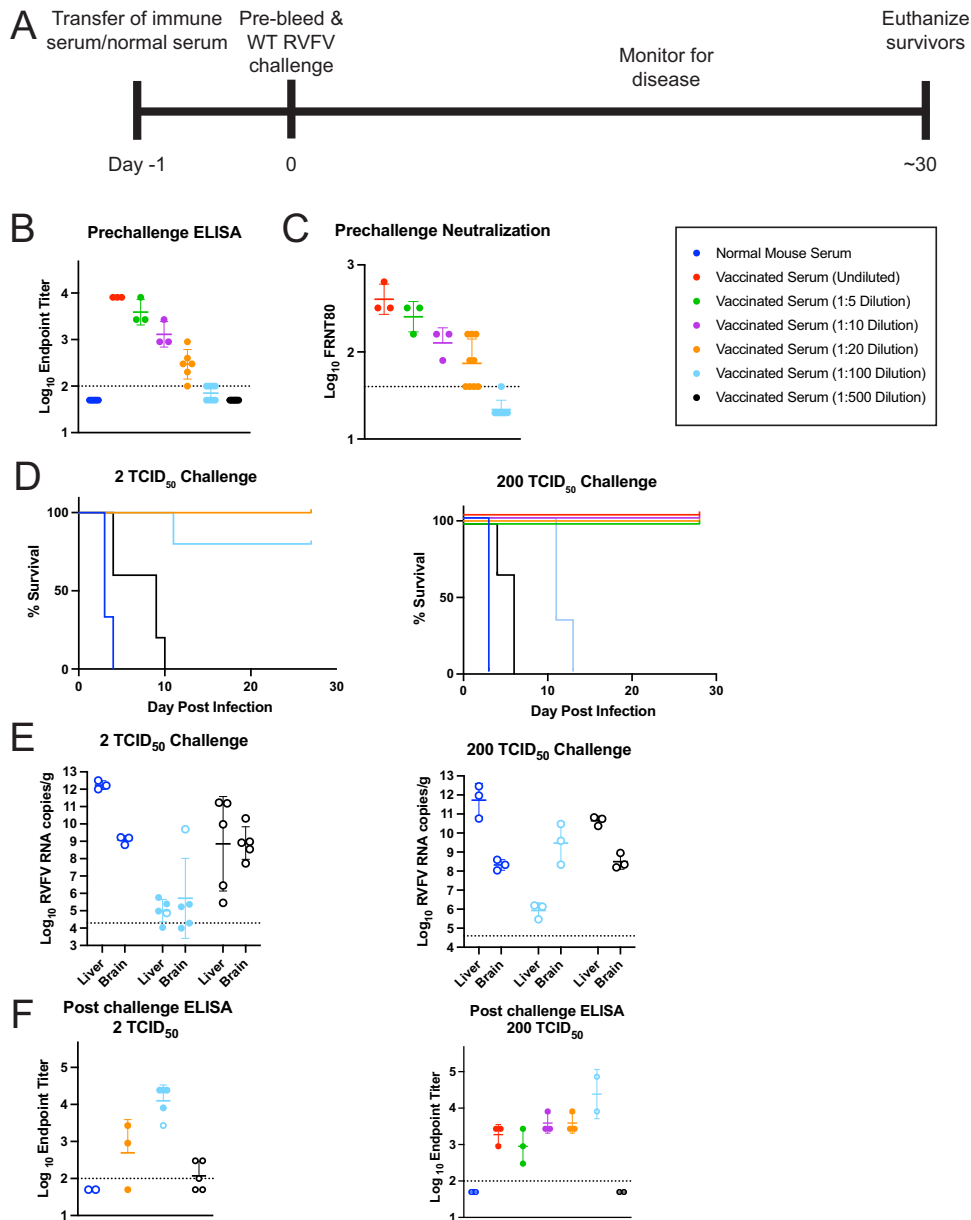 A
Transfer of immune
serum/normal serum
Pre-bleed &
WT RVFV
challenge
Monitor for
disease
Euthanize
survivors
Day -1
0
~30
B
Prechallenge ELISA
Log10 Endpoint Titer
4
3
2
1
C
Prechallenge Neutralization
Log10 FRNT80
3
2
1
Normal Mouse Serum
Vaccinated Serum (Undiluted)
Vaccinated Serum (1:5 Dilution)
Vaccinated Serum (1:10 Dilution)
Vaccinated Serum (1:20 Dilution)
Vaccinated Serum (1:100 Dilution)
Vaccinated Serum (1:500 Dilution)
D
2 TCID50 Challenge
% Survival
100
50
0
0 10 20 30
Day Post Infection
200 TCID50 Challenge
% Survival
100
50
0
0 10 20 30
Day Post Infection
E
2 TCID50 Challenge
Log10 RVFV RNA copies/g
13
12
11
10
9
8
7
6
5
4
3
Liver Brain Liver Brain Liver Brain
200 TCID50 Challenge
Log10 RVFV RNA copies/g
13
12
11
10
9
8
7
6
5
4
Liver Brain Liver Brain Liver Brain
F
Post challenge ELISA
2 TCID50
Log10 Endpoint Titer
5
4
3
2
1
Post challenge ELISA
200 TCID50
Log10 Endpoint Titer
5
4
3
2
1